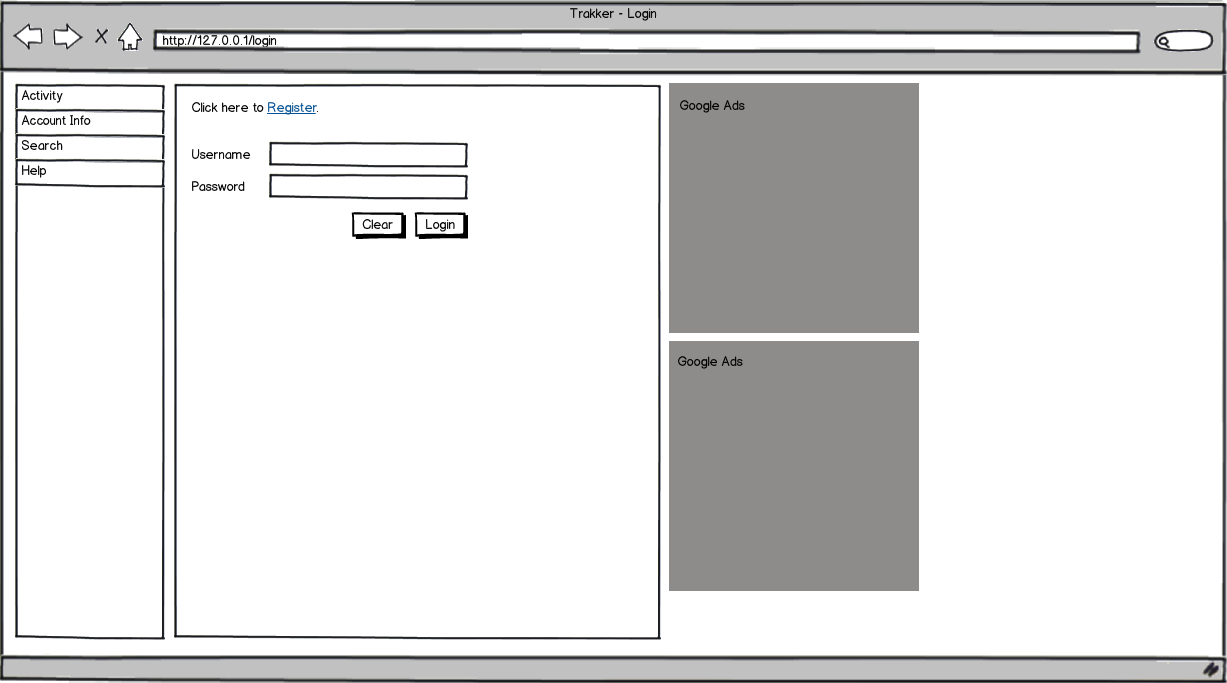 Trakker - Login
http://127.0.0.1/login
Activity
Account Info
Search
Help
Click here to Register.
Username
Password
Clear
Login
Google Ads
Google Ads